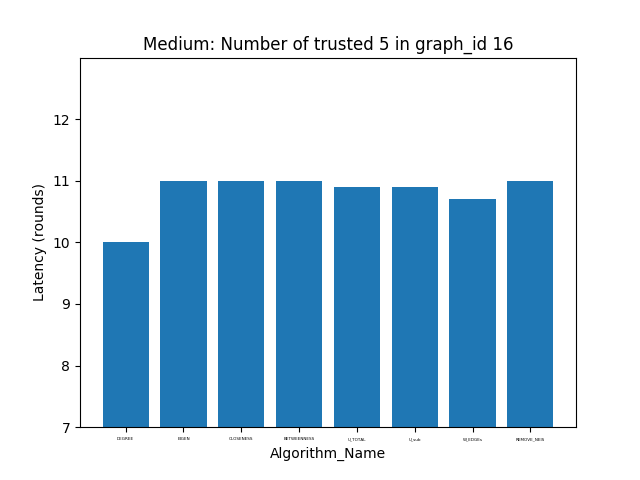 Medium: Number of trusted 5 in graph_id 16
Latency (rounds)
12
11
10
9
8
7
DEGREE EIGEN CLOSENESS BETWEENNESS U_TOTAL U_sub W_EDGEs REMOVE_NEIS
Algorithm_Name